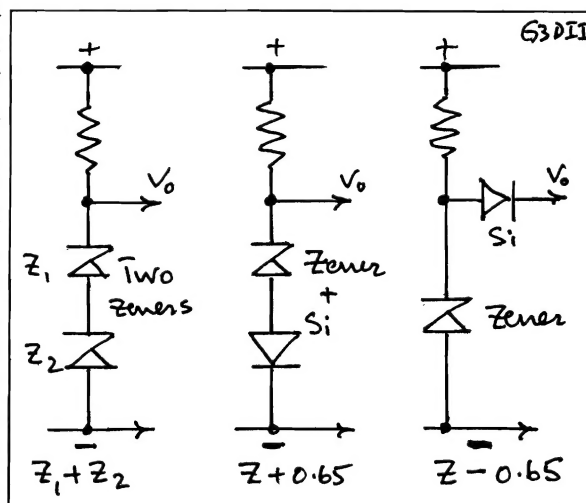 G3DII
+ + +
V₀ V₀ V₀
Si
Z₁ Two Zeners
Zener
Zener
Z₂
+
Si
− − −
Z₁+Z₂ Z+0.65 Z−0.65